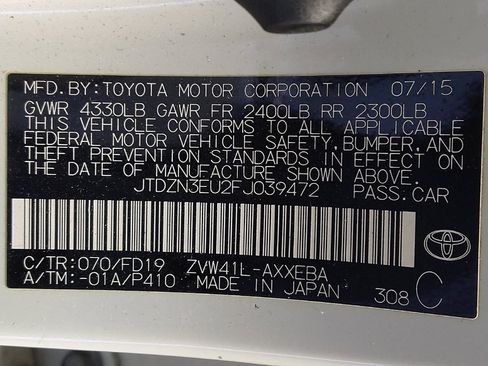 MFD.BY:TOYOTA MOTOR CORPORATION 07/15
GVWR 4330LB GAWR FR 2400LB RR 2300LB
THIS VEHICLE CONFORMS TO ALL APPLICABLE
FEDERAL MOTOR VEHICLE SAFETY,BUMPER,AND
THEFT PREVENTION STANDARDS IN EFFECT ON
THE DATE OF MANUFACTURE SHOWN ABOVE.
JTDZN3EU2FJ039472 PASS.CAR
C/TR:070/FD19 ZVW41L-AXXEBA
A/TM:-01A/P410 MADE IN JAPAN 308 C